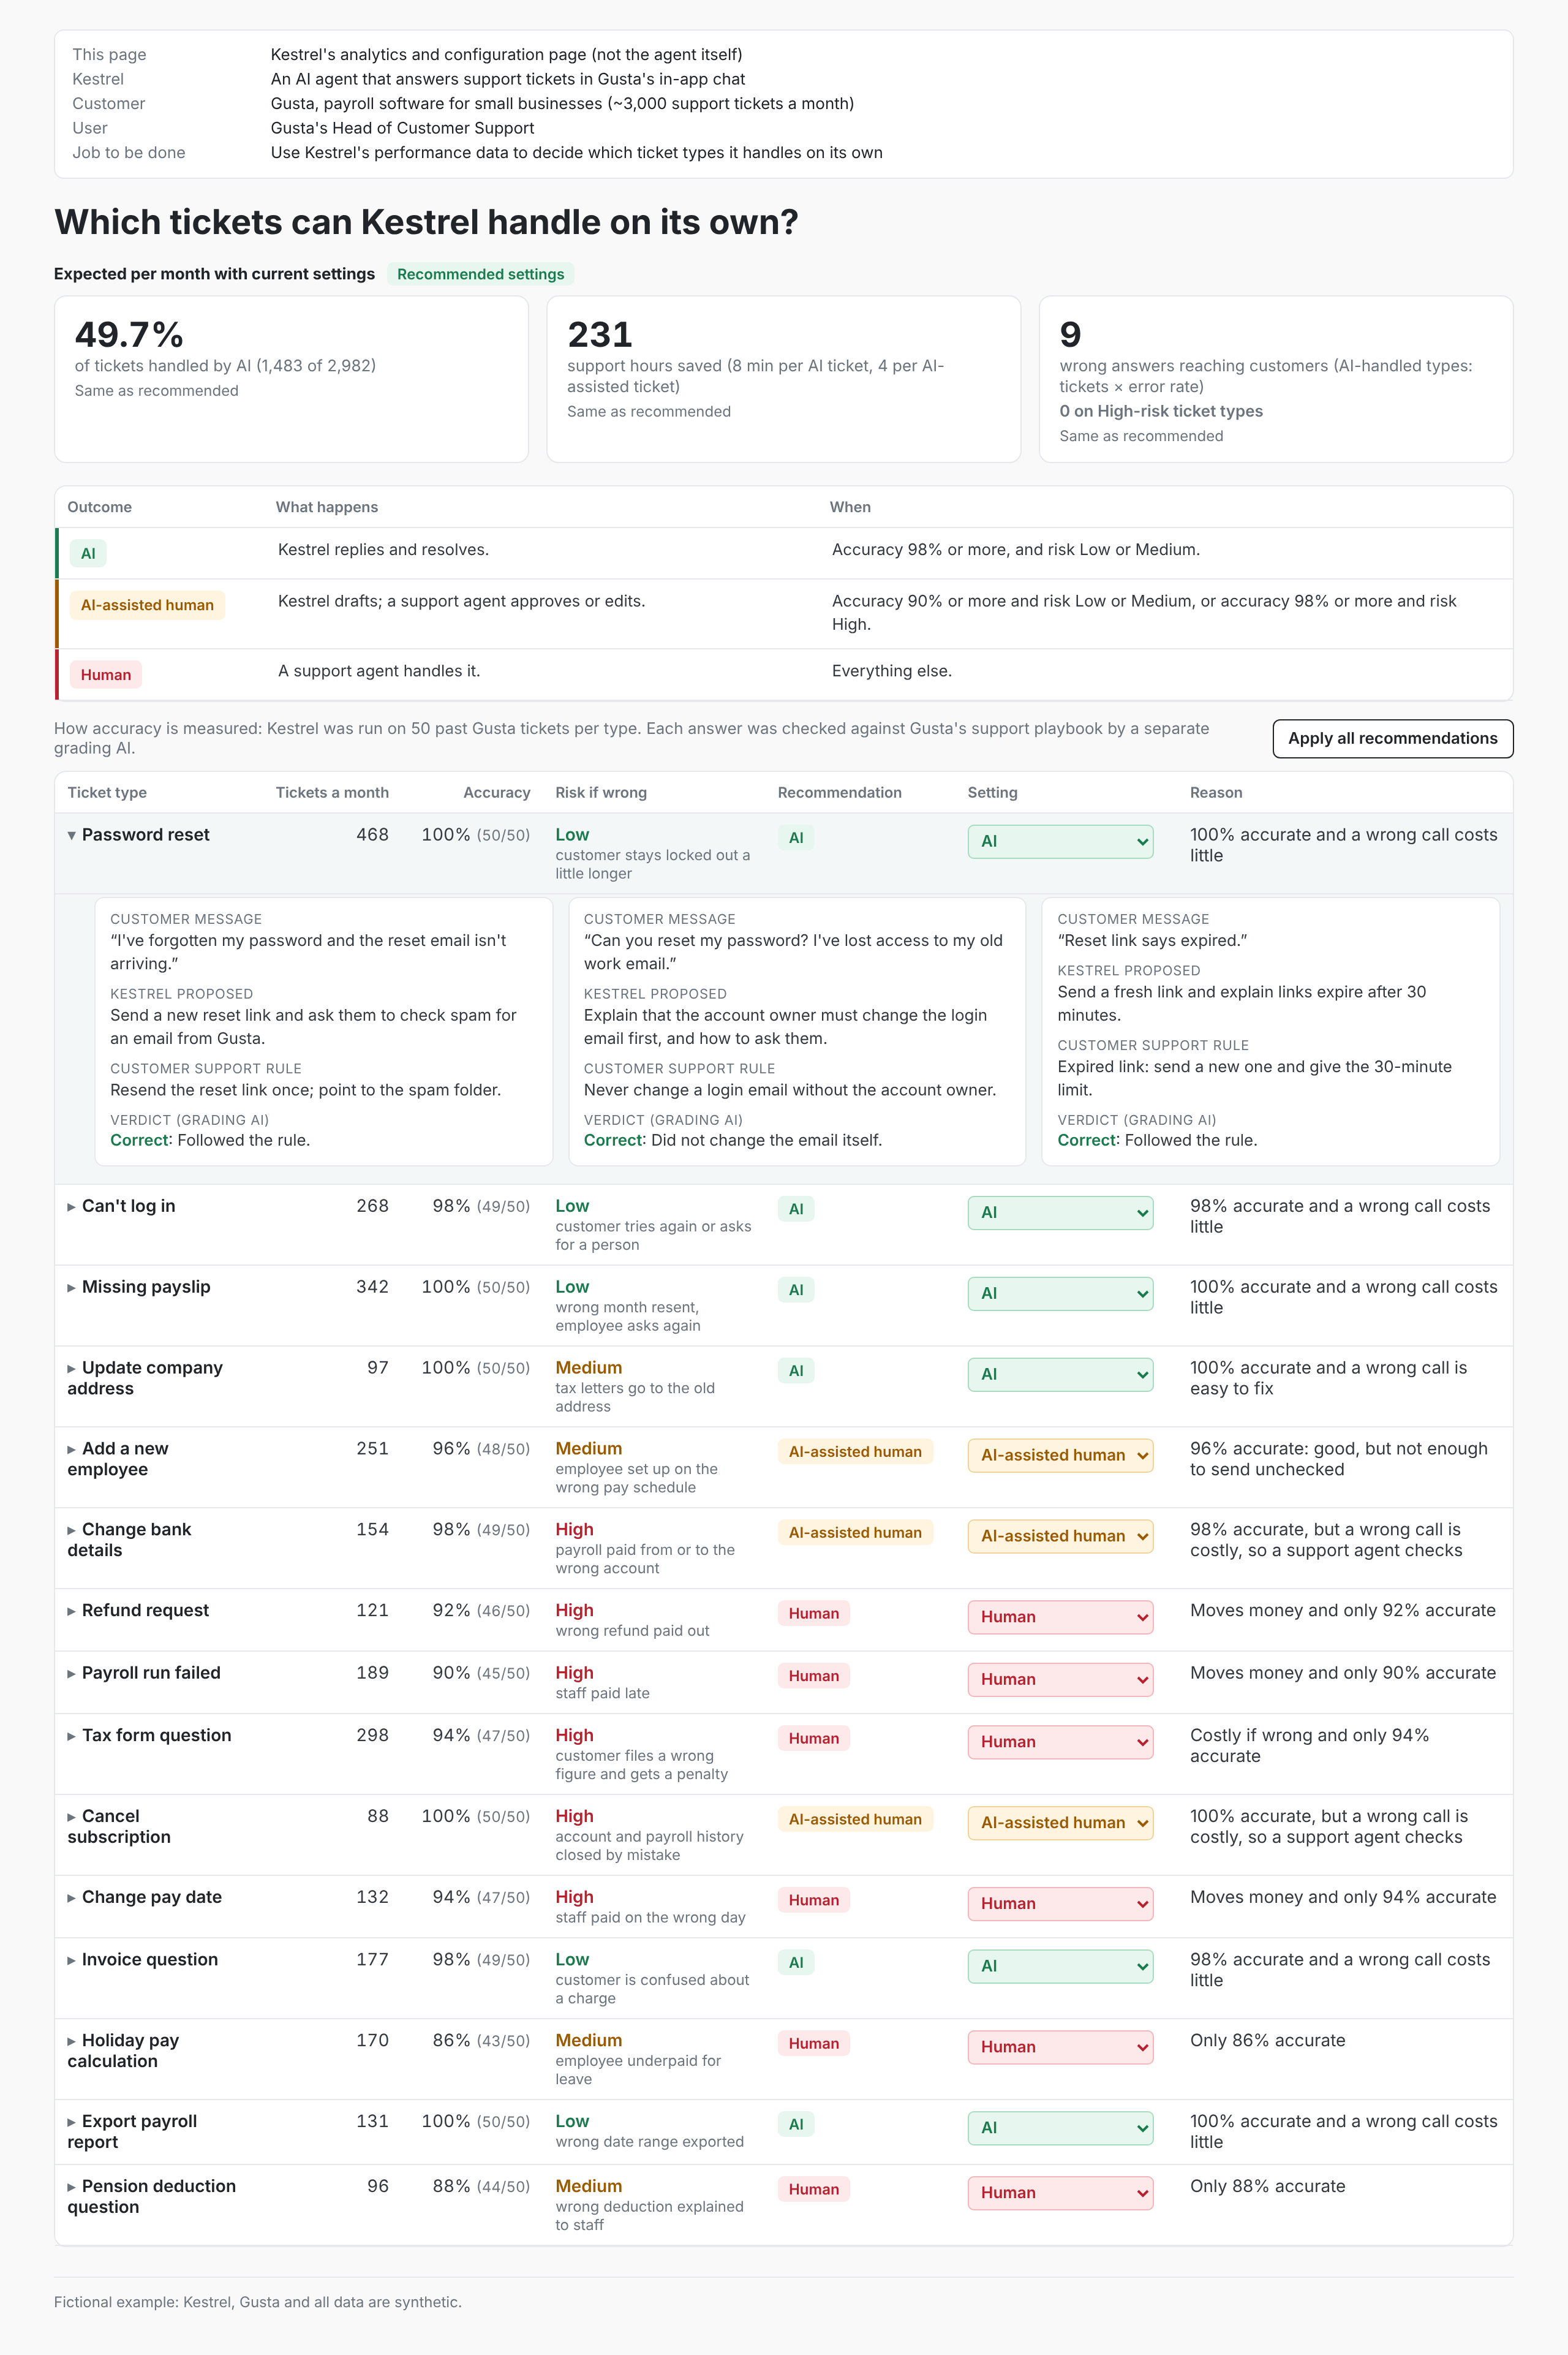 This page
Kestrel's analytics and configuration page (not the agent itself)
Kestrel
An AI agent that answers support tickets in Gusta's in-app chat
Customer
Gusta, payroll software for small businesses (~3,000 support tickets a month)
User
Gusta's Head of Customer Support
Job to be done
Use Kestrel's performance data to decide which ticket types it handles on its own
Which tickets can Kestrel handle on its own?
Expected per month with current settings
Recommended settings
49.7%
of tickets handled by AI (1,483 of 2,982)
Same as recommended
231
support hours saved (8 min per AI ticket, 4 per AI-
assisted ticket)
Same as recommended
9
wrong answers reaching customers (AI-handled types:
tickets × error rate)
0 on High-risk ticket types
Same as recommended
Outcome
What happens
When
AI
Kestrel replies and resolves.
Accuracy 98% or more, and risk Low or Medium.
AI-assisted human
Kestrel drafts; a support agent approves or edits.
Accuracy 90% or more and risk Low or Medium, or accuracy 98% or more and risk
High.
Human
A support agent handles it.
Everything else.
How accuracy is measured: Kestrel was run on 50 past Gusta tickets per type. Each answer was checked against Gusta's support playbook by a separate
grading AI.
Apply all recommendations
Ticket type
Tickets a month
Accuracy
Risk if wrong
Recommendation
Setting
Reason
▾ Password reset
468
100% (50/50)
Low
customer stays locked out a
little longer
AI
AI
100% accurate and a wrong call costs
little
CUSTOMER MESSAGE
“I've forgotten my password and the reset email isn't
arriving.”
KESTREL PROPOSED
Send a new reset link and ask them to check spam for
an email from Gusta.
CUSTOMER SUPPORT RULE
Resend the reset link once; point to the spam folder.
VERDICT (GRADING AI)
Correct: Followed the rule.
CUSTOMER MESSAGE
“Can you reset my password? I've lost access to my old
work email.”
KESTREL PROPOSED
Explain that the account owner must change the login
email first, and how to ask them.
CUSTOMER SUPPORT RULE
Never change a login email without the account owner.
VERDICT (GRADING AI)
Correct: Did not change the email itself.
CUSTOMER MESSAGE
“Reset link says expired.”
KESTREL PROPOSED
Send a fresh link and explain links expire after 30
minutes.
CUSTOMER SUPPORT RULE
Expired link: send a new one and give the 30-minute
limit.
VERDICT (GRADING AI)
Correct: Followed the rule.
▸ Can't log in
268
98% (49/50)
Low
customer tries again or asks
for a person
AI
AI
98% accurate and a wrong call costs
little
▸ Missing payslip
342
100% (50/50)
Low
wrong month resent,
employee asks again
AI
AI
100% accurate and a wrong call costs
little
▸ Update company
address
97
100% (50/50)
Medium
tax letters go to the old
address
AI
AI
100% accurate and a wrong call is
easy to fix
▸ Add a new
employee
251
96% (48/50)
Medium
employee set up on the
wrong pay schedule
AI-assisted human
AI-assisted human
96% accurate: good, but not enough
to send unchecked
▸ Change bank
details
154
98% (49/50)
High
payroll paid from or to the
wrong account
AI-assisted human
AI-assisted human
98% accurate, but a wrong call is
costly, so a support agent checks
▸ Refund request
121
92% (46/50)
High
wrong refund paid out
Human
Human
Moves money and only 92% accurate
▸ Payroll run failed
189
90% (45/50)
High
staff paid late
Human
Human
Moves money and only 90% accurate
▸ Tax form question
298
94% (47/50)
High
customer files a wrong
figure and gets a penalty
Human
Human
Costly if wrong and only 94%
accurate
▸ Cancel
subscription
88
100% (50/50)
High
account and payroll history
closed by mistake
AI-assisted human
AI-assisted human
100% accurate, but a wrong call is
costly, so a support agent checks
▸ Change pay date
132
94% (47/50)
High
staff paid on the wrong day
Human
Human
Moves money and only 94% accurate
▸ Invoice question
177
98% (49/50)
Low
customer is confused about
a charge
AI
AI
98% accurate and a wrong call costs
little
▸ Holiday pay
calculation
170
86% (43/50)
Medium
employee underpaid for
leave
Human
Human
Only 86% accurate
▸ Export payroll
report
131
100% (50/50)
Low
wrong date range exported
AI
AI
100% accurate and a wrong call costs
little
▸ Pension deduction
question
96
88% (44/50)
Medium
wrong deduction explained
to staff
Human
Human
Only 88% accurate
Fictional example: Kestrel, Gusta and all data are synthetic.